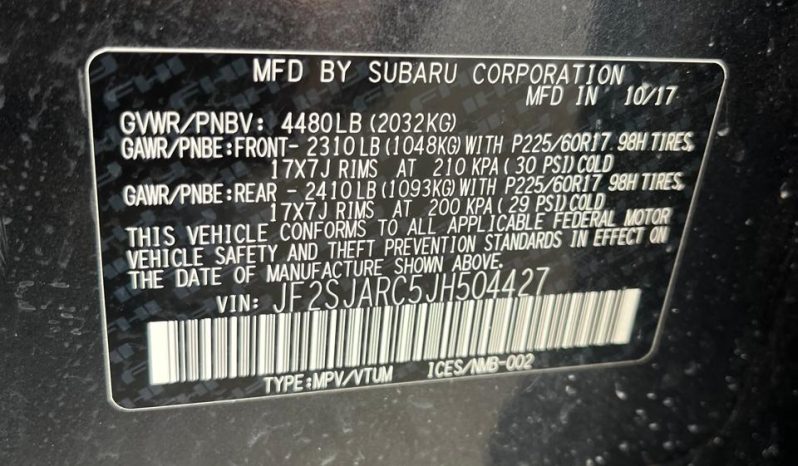 MFD BY SUBARU CORPORATION
MFD IN 10/17
GVWR/PNBV: 4480LB(2032KG)
GAWR/PNBE:FRONT- 2310LB(1048KG)WITH P225/60R17 98H TIRES,
17X7J RIMS AT 210 KPA( 30 PSI)COLD
GAWR/PNBE:REAR - 2410LB(1093KG)WITH P225/60R17 98H TIRES,
17X7J RIMS AT 200 KPA( 29 PSI)COLD
THIS VEHICLE CONFORMS TO ALL APPLICABLE FEDERAL MOTOR
VEHICLE SAFETY AND THEFT PREVENTION STANDARDS IN EFFECT ON
THE DATE OF MANUFACTURE SHOWN ABOVE.
VIN: JF2SJARC5JH504427
TYPE:MPV/VTUM ICES/NMB-002
FHI